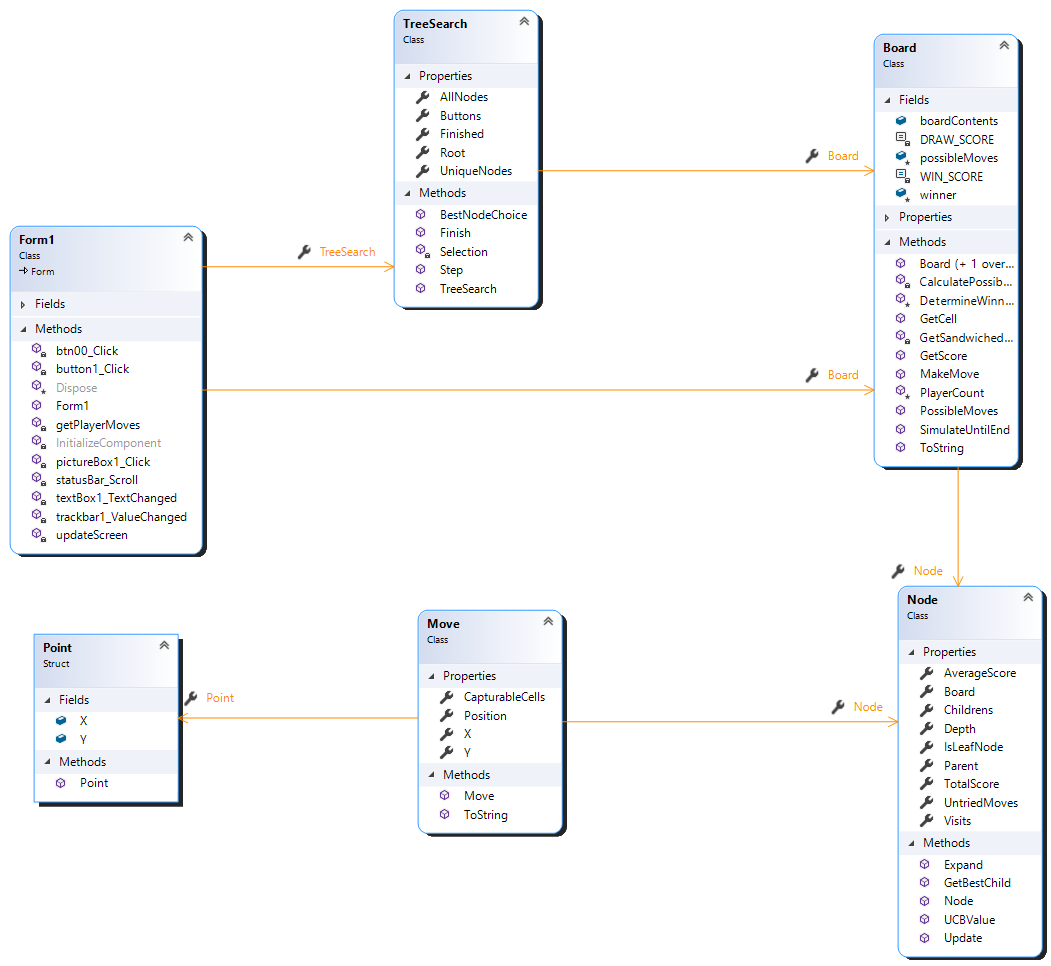 TreeSearch
Class
Properties
AllNodes
Buttons
Finished
Root
UniqueNodes
Methods
BestNodeChoice
Finish
Selection
Step
TreeSearch
Board
Board
Class
Fields
boardContents
DRAW_SCORE
possibleMoves
WIN_SCORE
winner
Properties
Methods
Board (+ 1 over...
CalculatePossib...
DetermineWinn...
GetCell
GetSandwiched...
GetScore
MakeMove
PlayerCount
PossibleMoves
SimulateUntilEnd
ToString
Form1
Class
Form
Fields
Methods
btn00_Click
button1_Click
Dispose
Form1
getPlayerMoves
InitializeComponent
pictureBox1_Click
statusBar_Scroll
textBox1_TextChanged
trackbar1_ValueChanged
updateScreen
TreeSearch
Board
Node
Point
Struct
Fields
X
Y
Methods
Point
Point
Move
Class
Properties
CapturableCells
Position
X
Y
Methods
Move
ToString
Node
Node
Class
Properties
AverageScore
Board
Childrens
Depth
IsLeafNode
Parent
TotalScore
UntriedMoves
Visits
Methods
Expand
GetBestChild
Node
UCBValue
Update